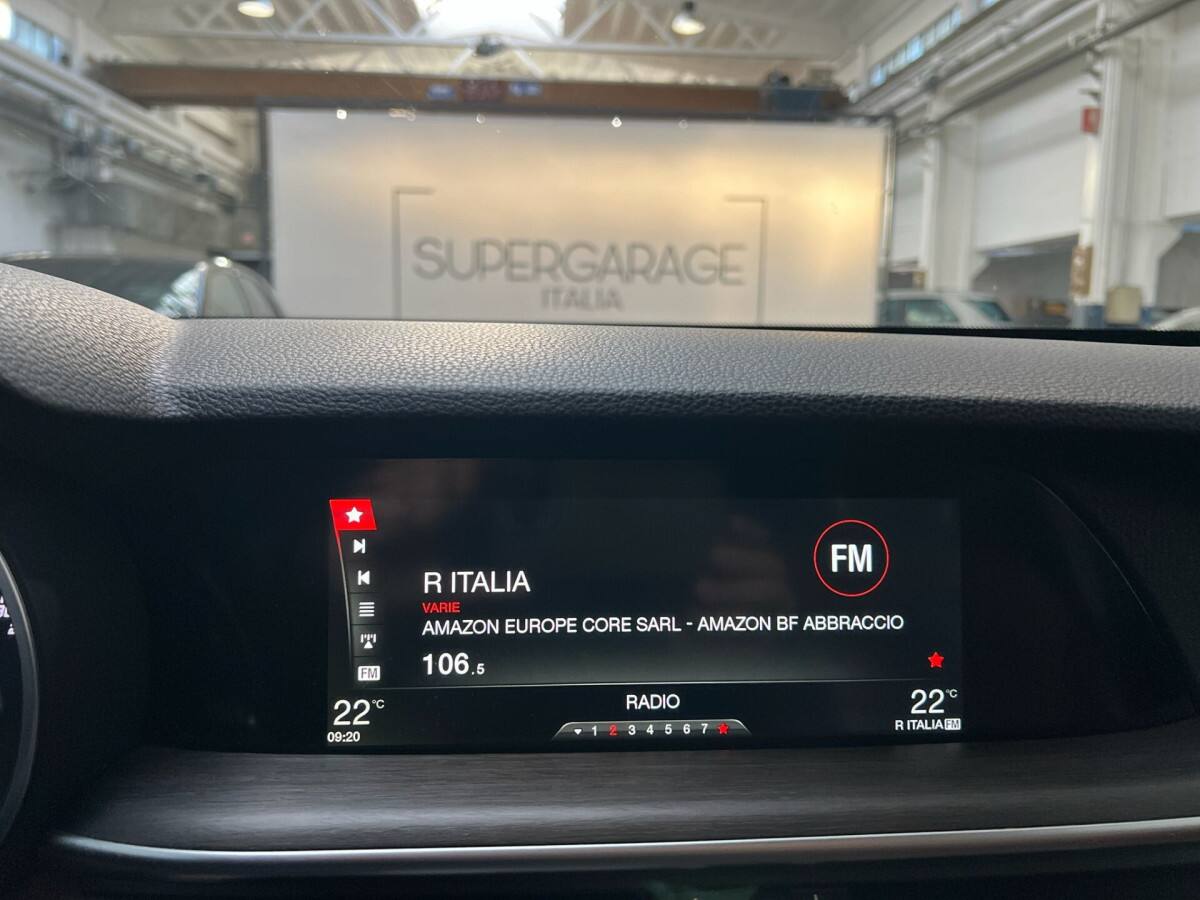 SUPERGARAGE
ITALIA
FM
R ITALIA
VARIE
AMAZON EUROPE CORE SARL - AMAZON BF ABBRACCIO
106.5
FM
22°C
09:20
RADIO
1 2 3 4 5 6 7
22°C
R ITALIA FM